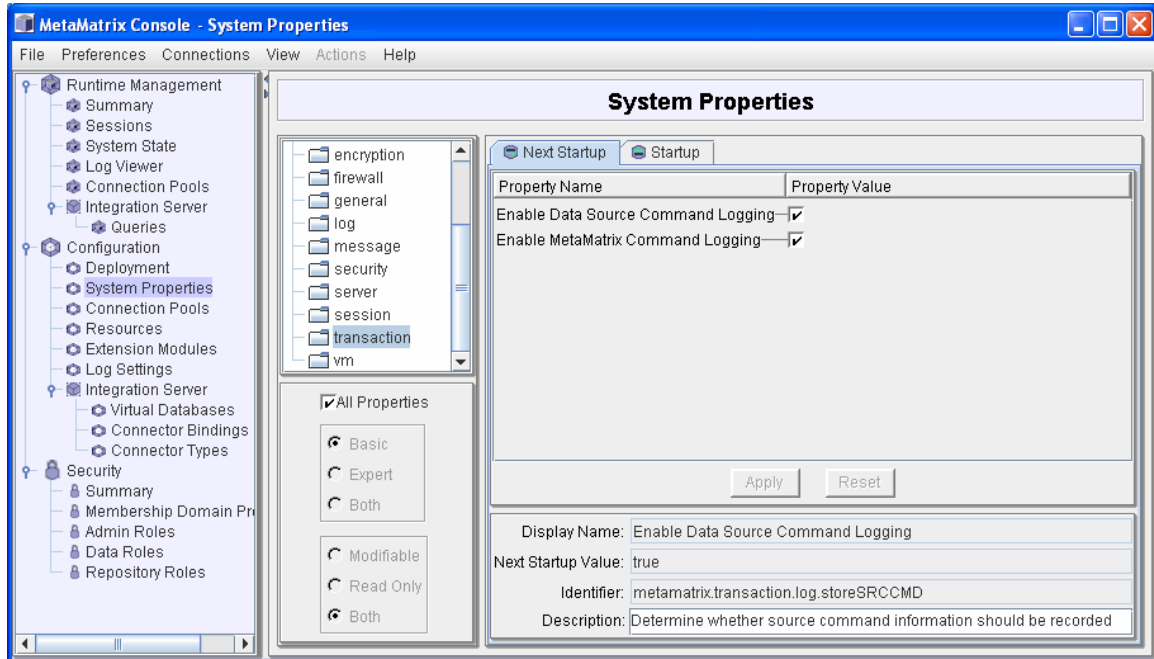 MetaMatrix Console - System Properties
File Preferences Connections View Actions Help
Runtime Management
Summary
Sessions
System State
Log Viewer
Connection Pools
Integration Server
Queries
Configuration
Deployment
System Properties
Connection Pools
Resources
Extension Modules
Log Settings
Integration Server
Virtual Databases
Connector Bindings
Connector Types
Security
Summary
Membership Domain Pr
Admin Roles
Data Roles
Repository Roles
System Properties
encryption
firewall
general
log
message
security
server
session
transaction
vm
All Properties
Basic
Expert
Both
Modifiable
Read Only
Both
Next Startup Startup
Property Name Property Value
Enable Data Source Command Logging
Enable MetaMatrix Command Logging
Apply Reset
Display Name: Enable Data Source Command Logging
Next Startup Value: true
Identifier: metamatrix.transaction.log.storeSRCCMD
Description: Determine whether source command information should be recorded